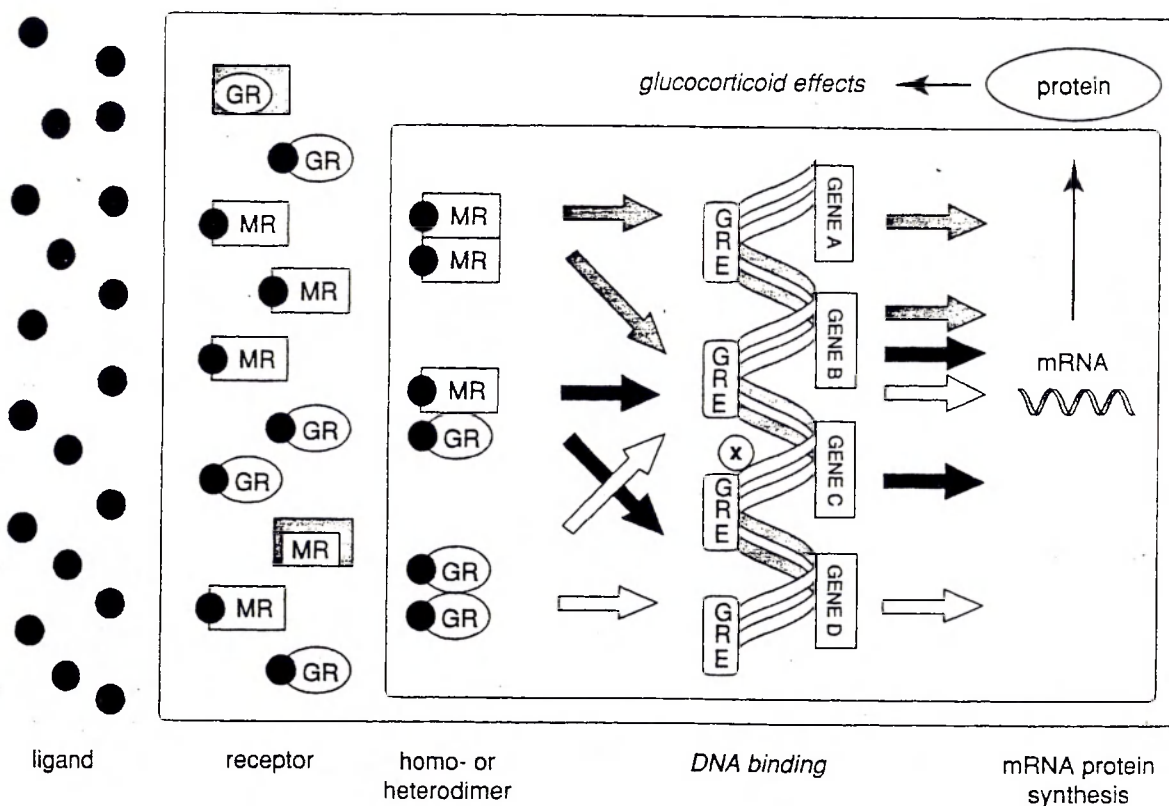 glucocorticoid effects
protein
GR
GR
MR
MR
MR
GR
GR
MR
MR
GR
MR
MR
MR
GR
GR
GR
GRE
GRE
X
GRE
GRE
GENE A
GENE B
GENE C
GENE D
mRNA
ligand
receptor
homo- or
heterodimer
DNA binding
mRNA protein
synthesis